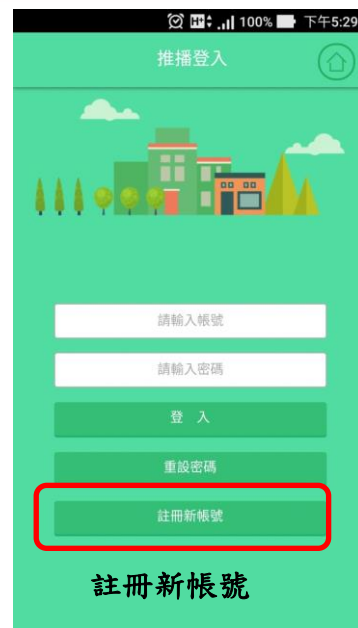 H+ 100% 下午5:29
推播登入
請輸入帳號
請輸入密碼
登 入
重設密碼
註冊新帳號
註冊新帳號